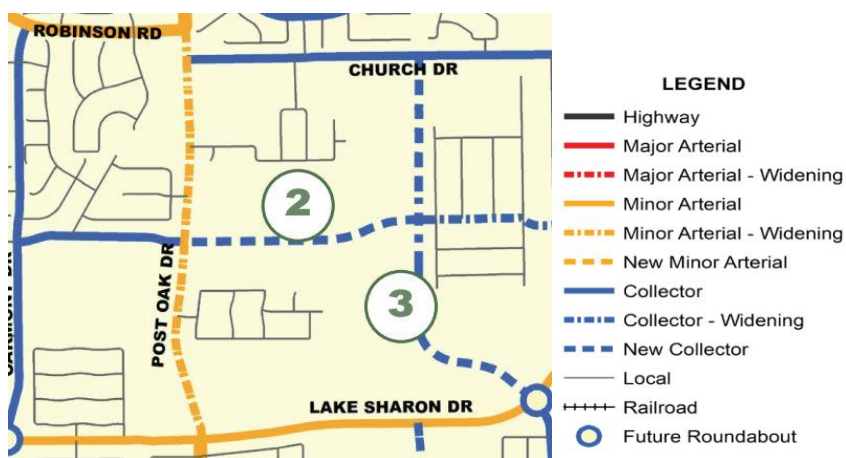 ROBINSON RD
CHURCH DR
2
POST OAK DR
3
LAKE SHARON DR
LEGEND
Highway
Major Arterial
Major Arterial - Widening
Minor Arterial
Minor Arterial - Widening
New Minor Arterial
Collector
Collector - Widening
New Collector
Local
Railroad
Future Roundabout